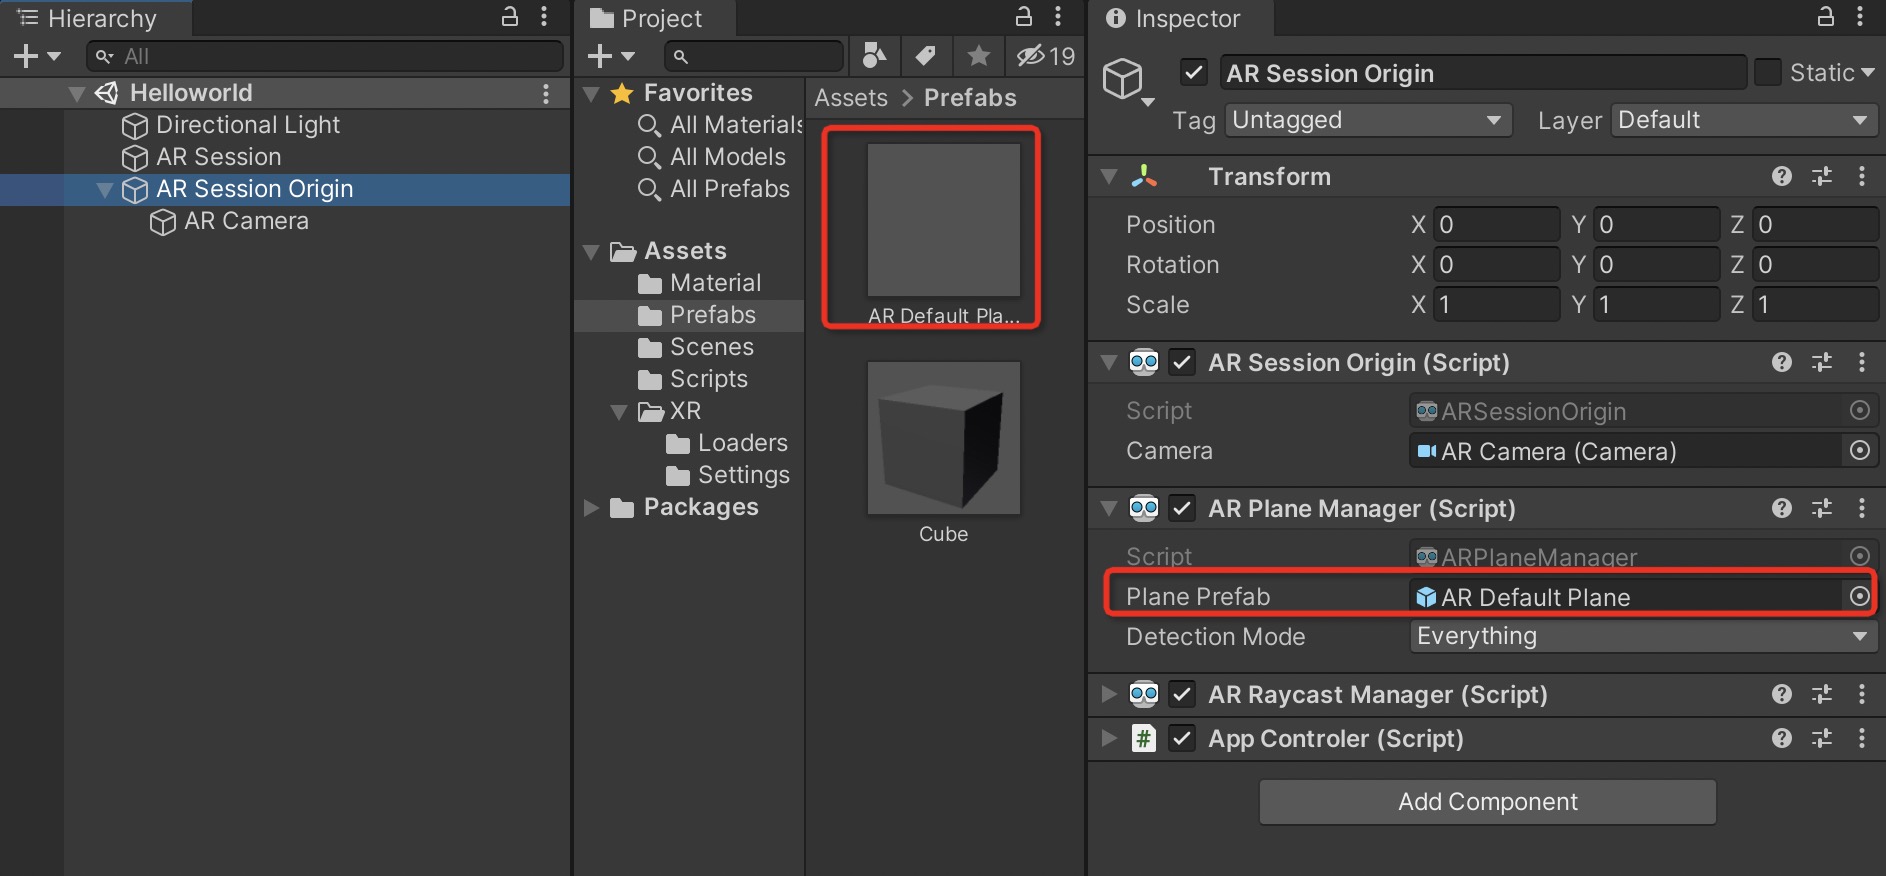 Hierarchy
All
Helloworld
Directional Light
AR Session
AR Session Origin
AR Camera
Project
19
Favorites
All Materials
All Models
All Prefabs
Assets
Material
Prefabs
Scenes
Scripts
XR
Loaders
Settings
Packages
Assets > Prefabs
AR Default Pla...
Cube
Inspector
AR Session Origin
Static
Tag Untagged Layer Default
Transform
Position X 0 Y 0 Z 0
Rotation X 0 Y 0 Z 0
Scale X 1 Y 1 Z 1
AR Session Origin (Script)
Script ARSessionOrigin
Camera AR Camera (Camera)
AR Plane Manager (Script)
Script ARPlaneManager
Plane Prefab AR Default Plane
Detection Mode Everything
AR Raycast Manager (Script)
# App Controler (Script)
Add Component